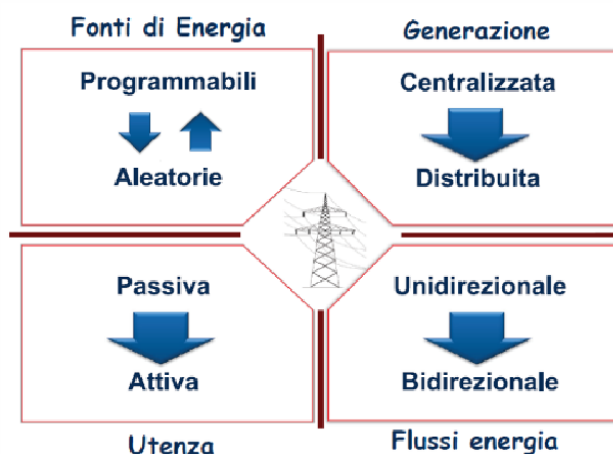 Fonti di Energia
Generazione
Programmabili
Aleatorie
Centralizzata
Distribuita
Passiva
Attiva
Unidirezionale
Bidirezionale
Utenza
Flussi energia